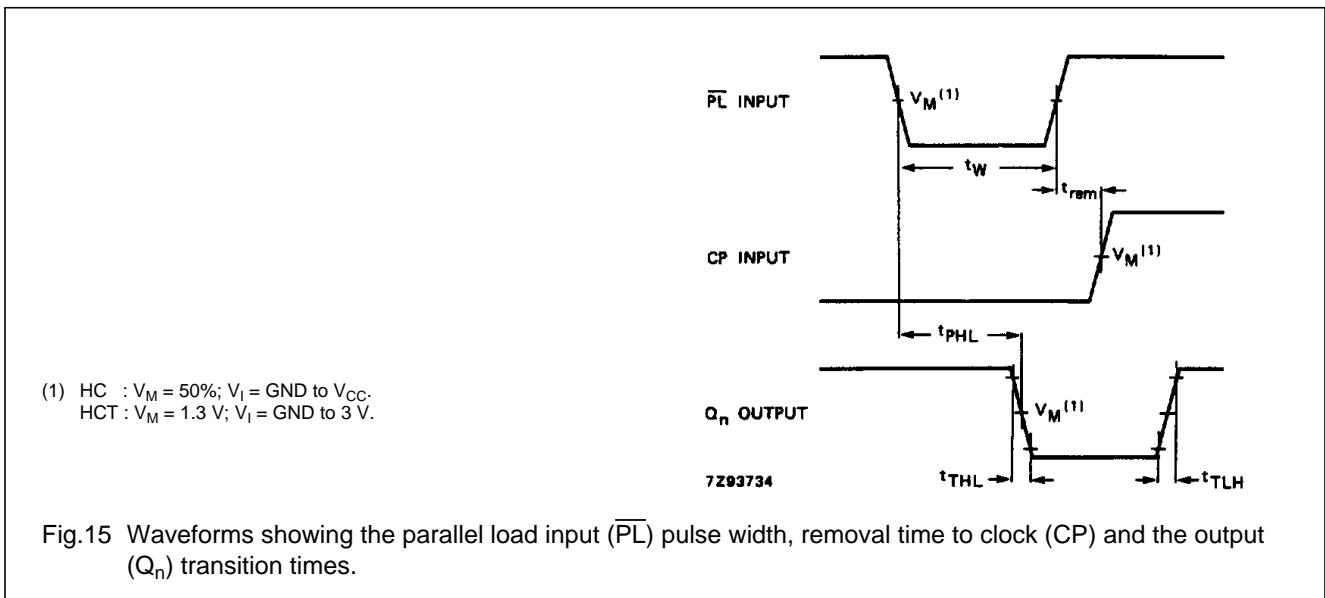 PL̅ INPUT
V_M (1)
t_W
t_rem
CP INPUT
V_M (1)
t_PHL
(1) HC : V_M = 50%; V_I = GND to V_CC.
HCT : V_M = 1.3 V; V_I = GND to 3 V.
Q_n OUTPUT
V_M (1)
7Z93734
t_THL
t_TLH
Fig.15 Waveforms showing the parallel load input (P̅L̅) pulse width, removal time to clock (CP) and the output
(Q_n) transition times.